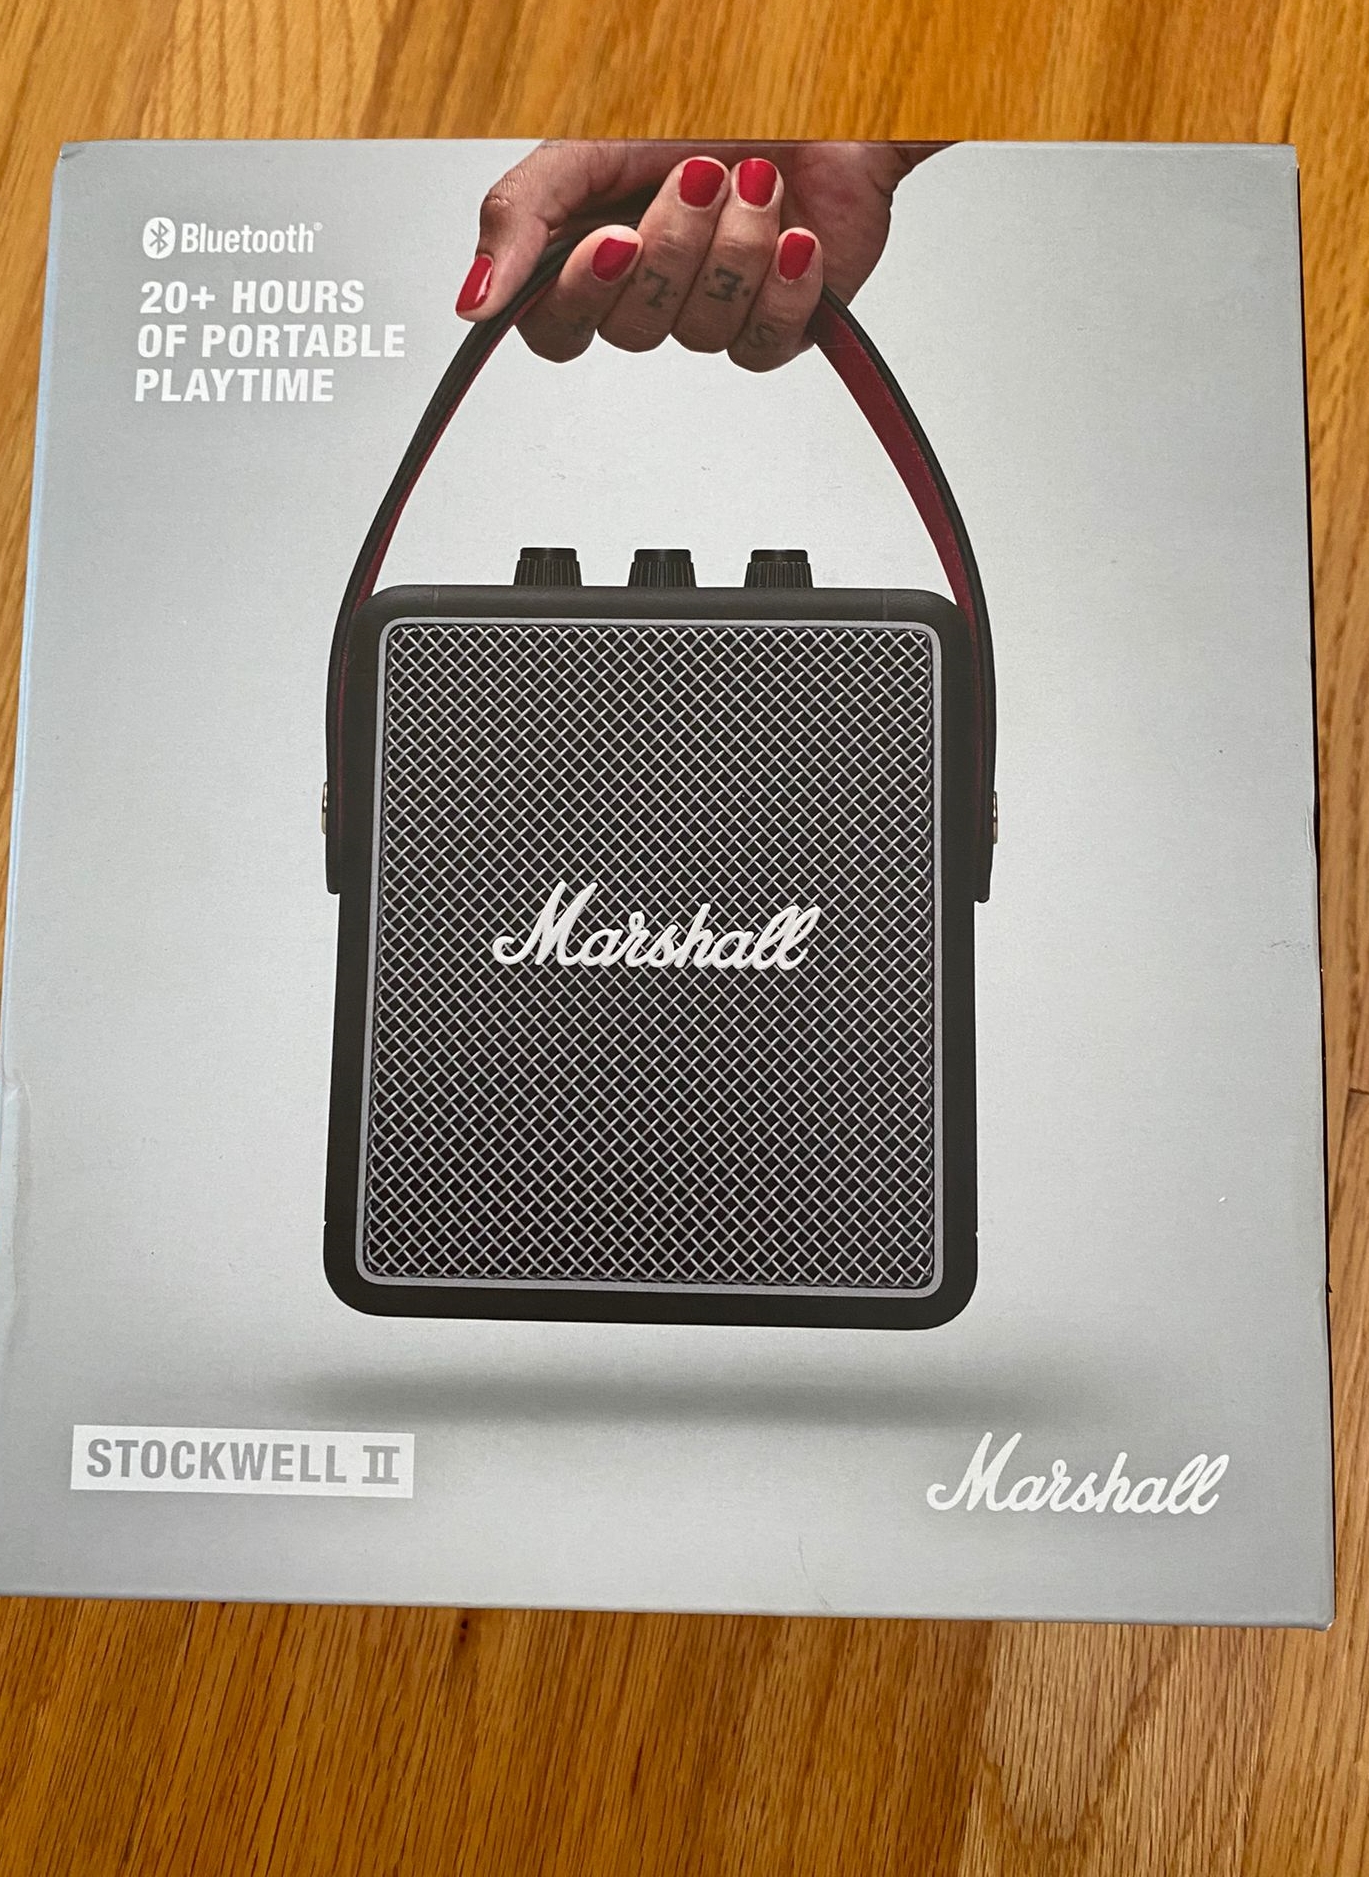 Bluetooth®
20+ HOURS
OF PORTABLE
PLAYTIME
Marshall
STOCKWELL II
Marshall